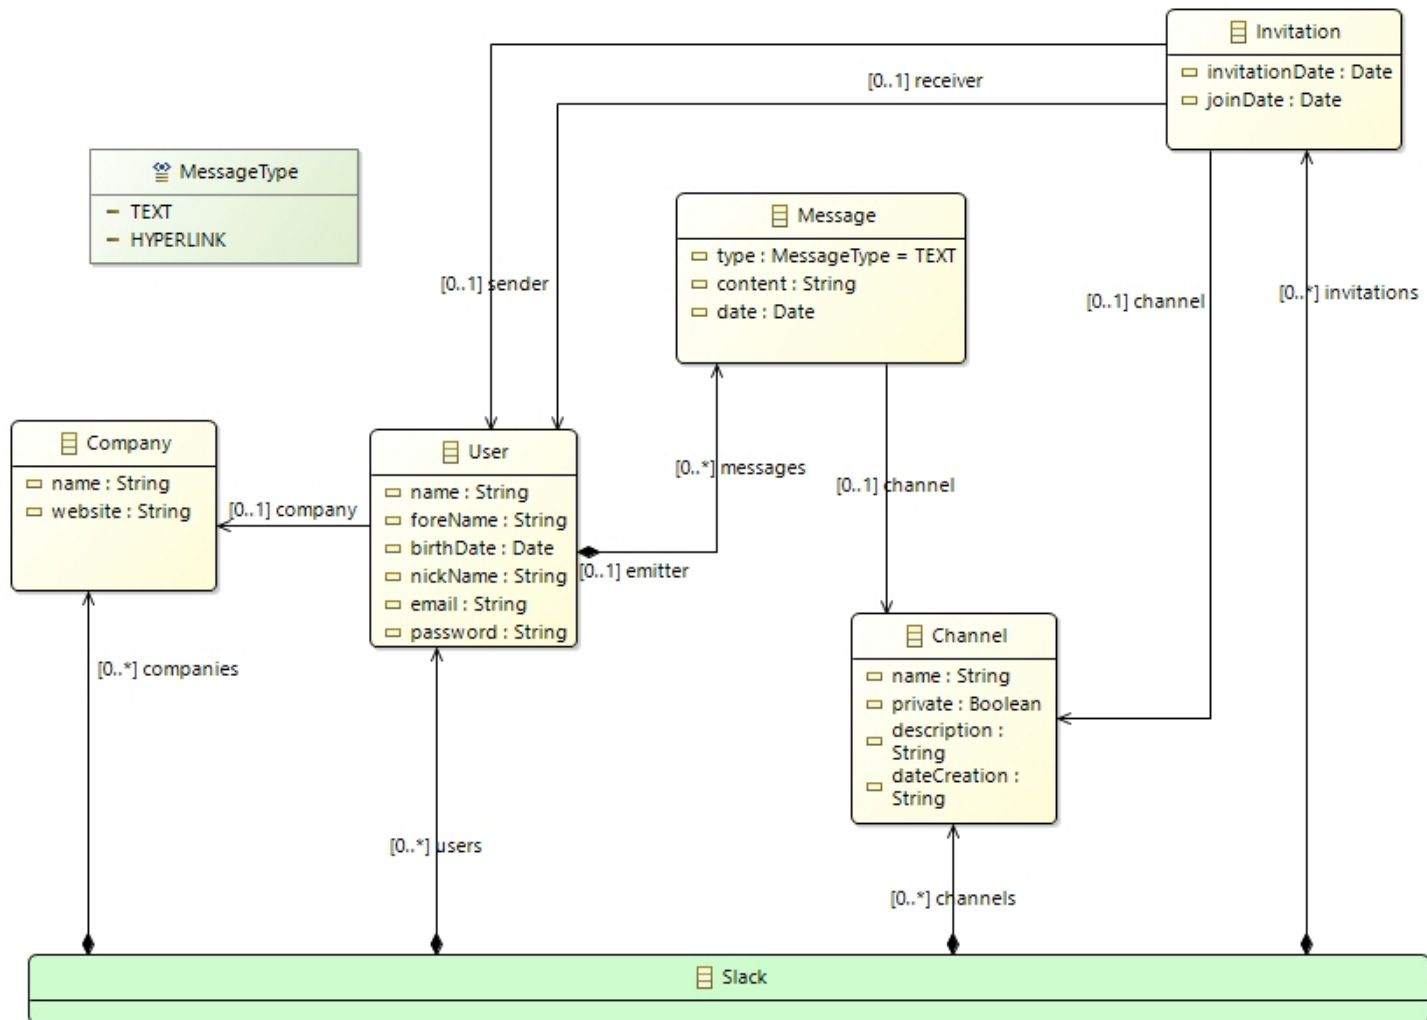 Invitation
invitationDate : Date
joinDate : Date
[0..1] receiver
MessageType
TEXT
HYPERLINK
Message
type : MessageType = TEXT
content : String
date : Date
[0..1] sender
[0..1] channel
[0..*] invitations
Company
name : String
website : String
[0..1] company
User
name : String
foreName : String
birthDate : Date
nickName : String
email : String
password : String
[0..*] messages
[0..1] channel
[0..1] emitter
Channel
name : String
private : Boolean
description :
String
dateCreation :
String
[0..*] companies
[0..*] users
[0..*] channels
Slack